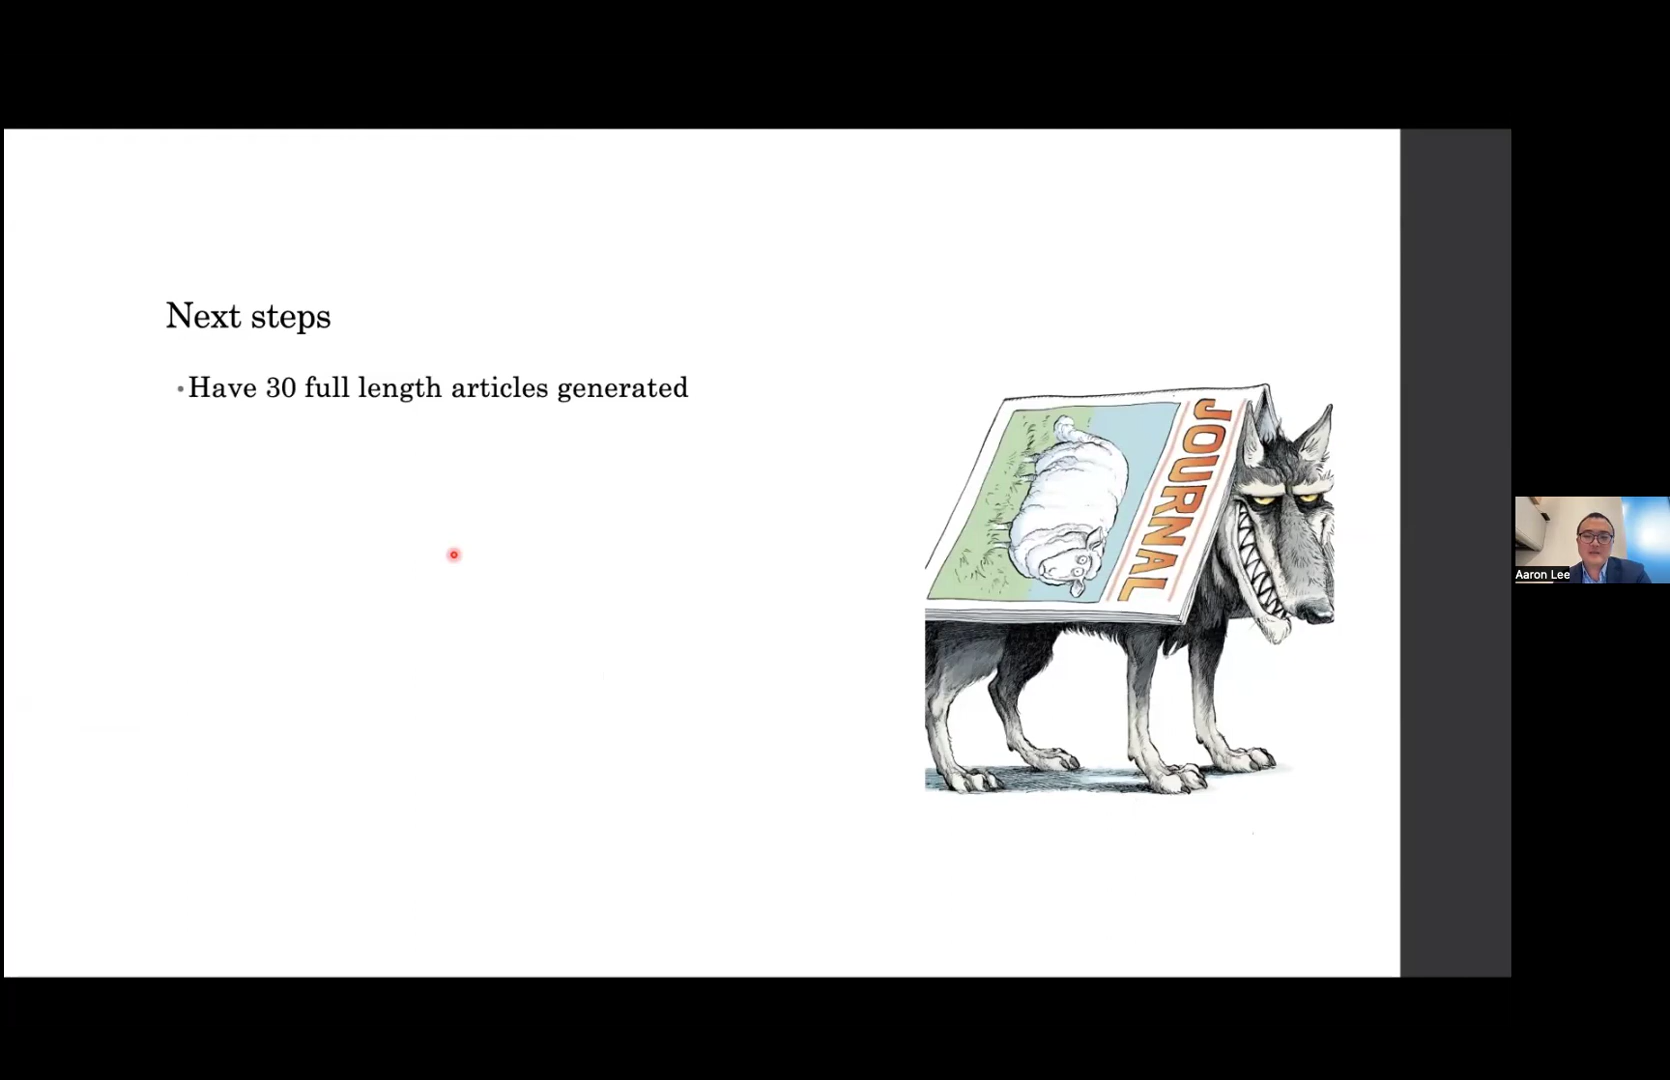 Next steps
•Have 30 full length articles generated
JOURNAL
Aaron Lee